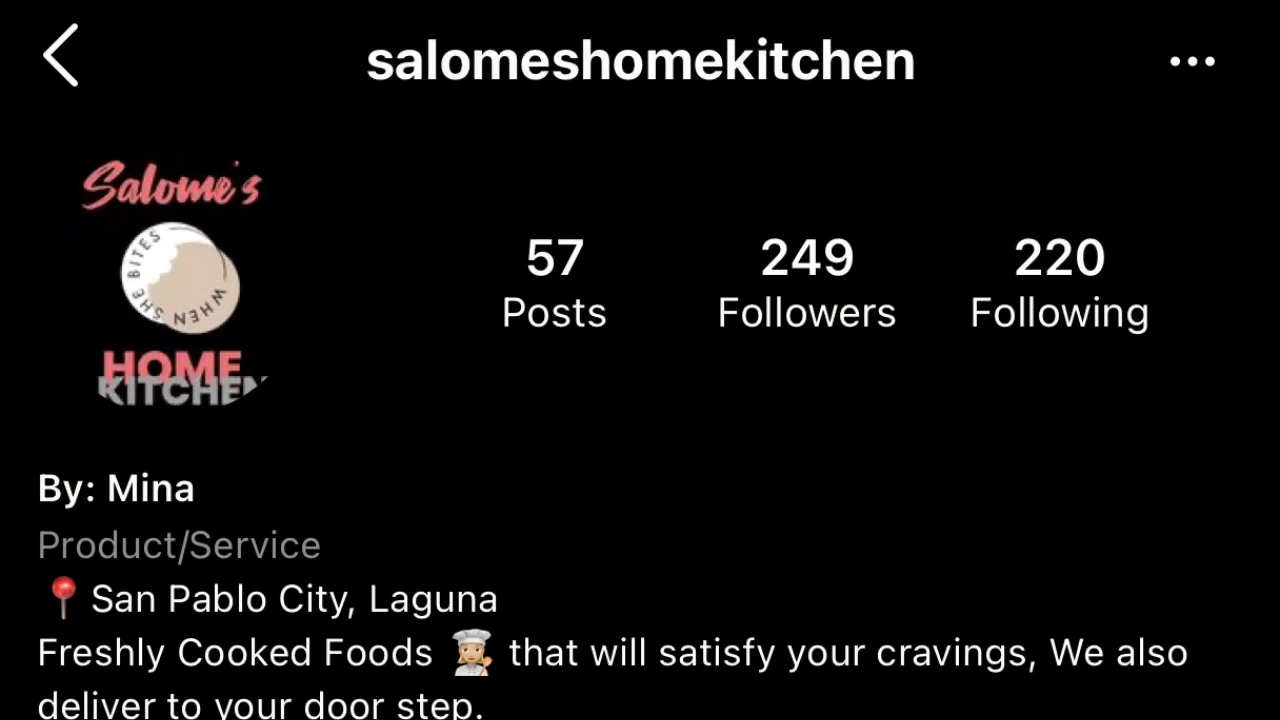 salomeshomekitchen
Salome's
WHEN SHE BITES
HOME
KITCHEN
57 249 220
Posts Followers Following
By: Mina
Product/Service
📍 San Pablo City, Laguna
Freshly Cooked Foods 👩🏼‍🍳 that will satisfy your cravings, We also
deliver to your door step.